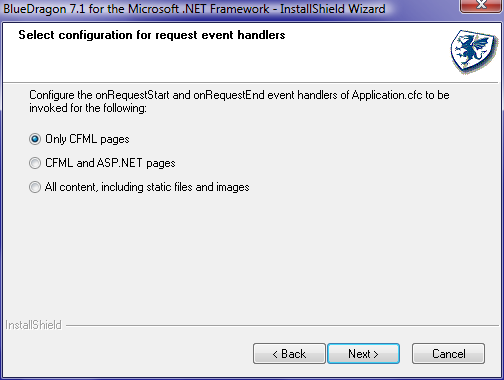 BlueDragon 7.1 for the Microsoft .NET Framework - InstallShield Wizard
Select configuration for request event handlers
Configure the onRequestStart and onRequestEnd event handlers of Application.cfc to be
invoked for the following:
Only CFML pages
CFML and ASP.NET pages
All content, including static files and images
InstallShield
< Back
Next >
Cancel